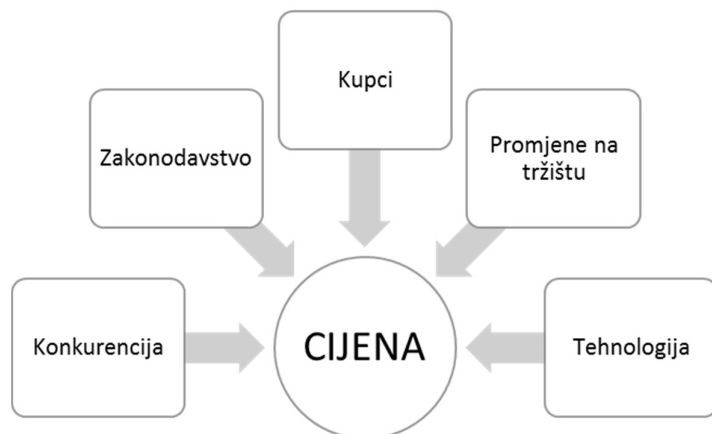 Kupci
Zakonodavstvo
Promjene na
tržištu
Konkurencija
CIJENA
Tehnologija